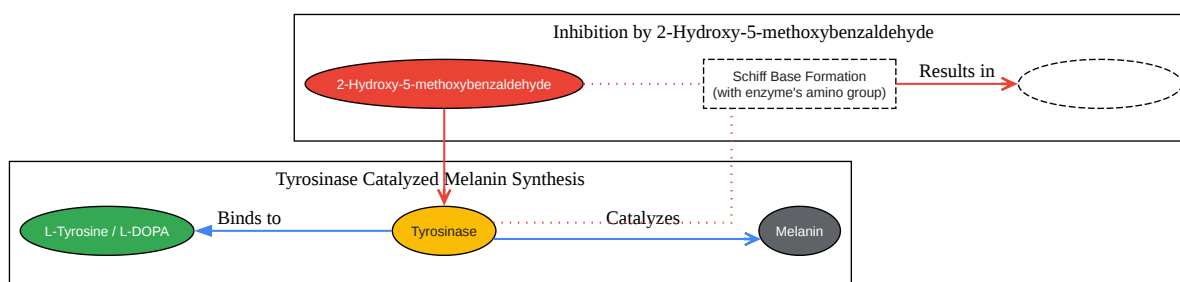 Inhibition by 2-Hydroxy-5-methoxybenzaldehyde
2-Hydroxy-5-methoxybenzaldehyde
Schiff Base Formation
(with enzyme's amino group)
Results in
Tyrosinase Catalyzed Melanin Synthesis
L-Tyrosine / L-DOPA
Binds to
Tyrosinase
Catalyzes
Melanin